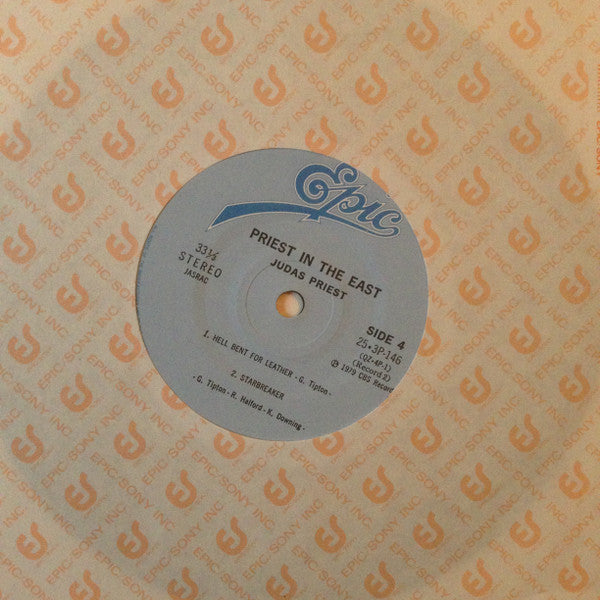 Epic
PRIEST IN THE EAST
JUDAS PRIEST
33⅓
STEREO
JASRAC
SIDE 4
25・3P-146
(QZ・4P-1)
(Record 2)
℗ 1979 CBS Record
1. HELL BENT FOR LEATHER - G. Tipton -
2. STARBREAKER
- G. Tipton - R. Halford - K. Downing -
EPIC/SONY INC.